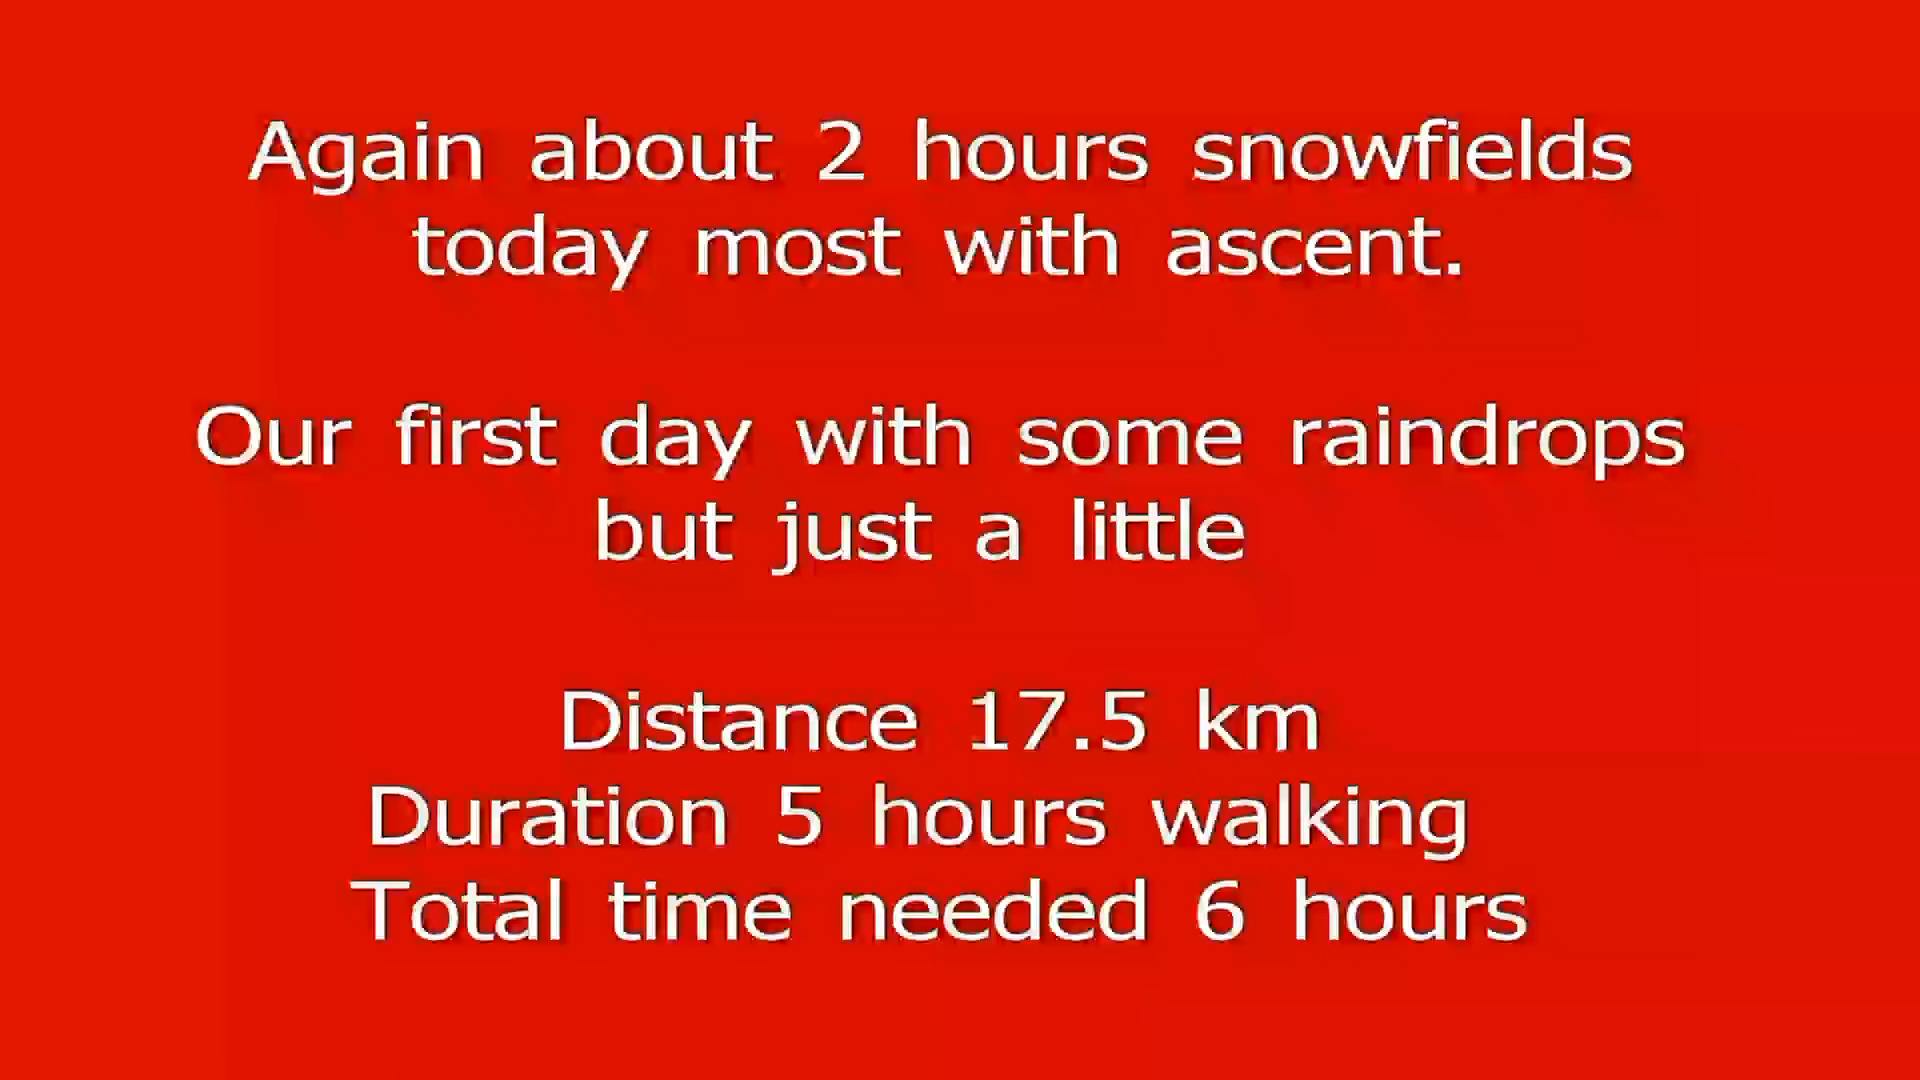 Again about 2 hours snowfields
today most with ascent.
Our first day with some raindrops
but just a little
Distance 17.5 km
Duration 5 hours walking
Total time needed 6 hours